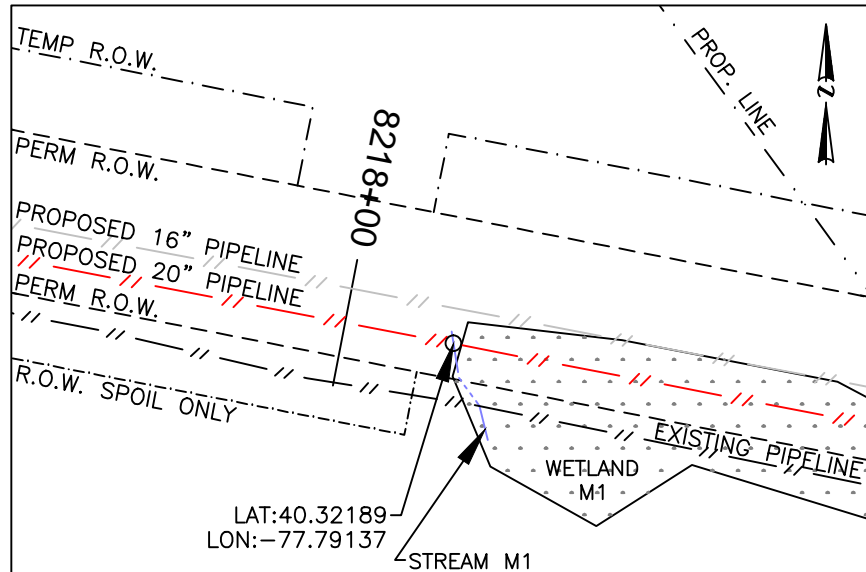 TEMP R.O.W.
PROP. LINE
N
8218+00
PERM R.O.W.
PROPOSED 16" PIPELINE
PROPOSED 20" PIPELINE
PERM R.O.W.
R.O.W. SPOIL ONLY
EXISTING PIPELINE
WETLAND
M1
LAT:40.32189
LON:-77.79137
STREAM M1